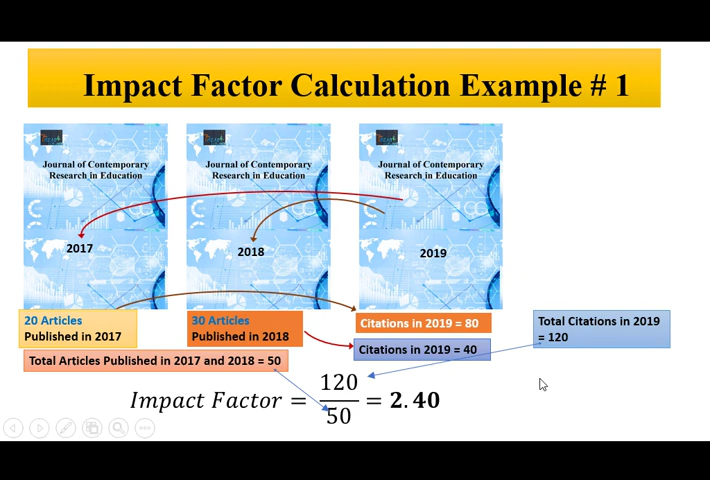 Impact Factor Calculation Example # 1
Journal of Contemporary
Research in Education
2017
Journal of Contemporary
Research in Education
2018
Journal of Contemporary
Research in Education
2019
20 Articles
Published in 2017
30 Articles
Published in 2018
Citations in 2019 = 80
Citations in 2019 = 40
Total Citations in 2019
= 120
Total Articles Published in 2017 and 2018 = 50
Impact Factor = 120/50 = 2.40